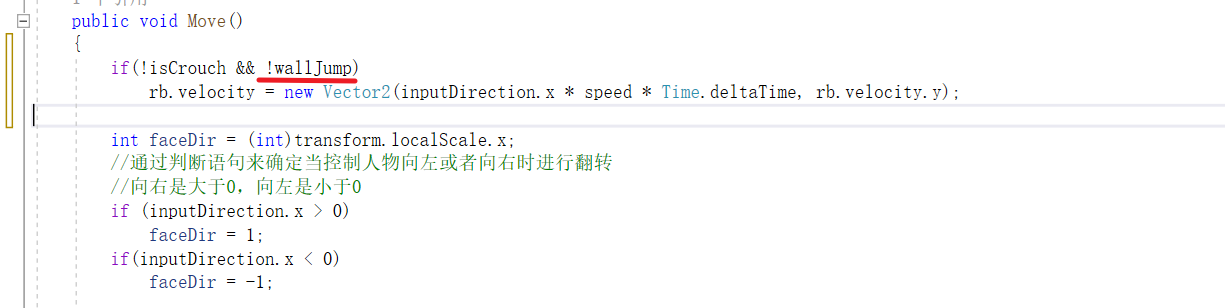 1 个引用
public void Move()
{
if(!isCrouch && !wallJump)
rb.velocity = new Vector2(inputDirection.x * speed * Time.deltaTime, rb.velocity.y);
int faceDir = (int)transform.localScale.x;
//通过判断语句来确定当控制人物向左或者向右时进行翻转
//向右是大于0，向左是小于0
if (inputDirection.x > 0)
faceDir = 1;
if(inputDirection.x < 0)
faceDir = -1;